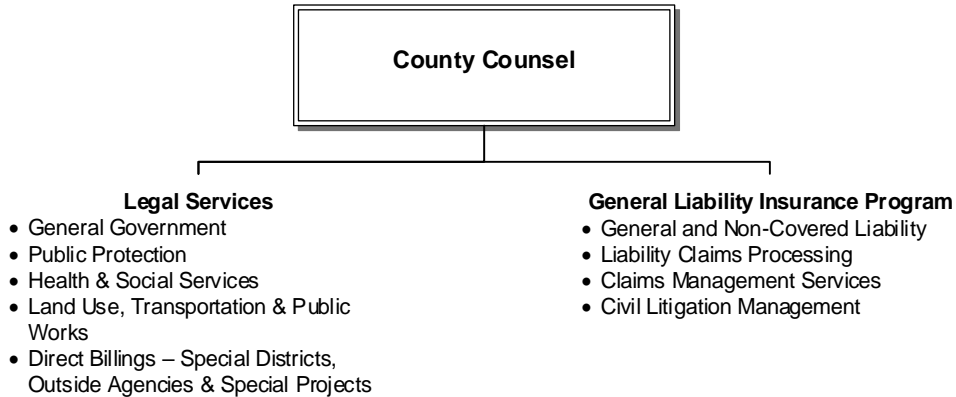 County Counsel
Legal Services
• General Government
• Public Protection
• Health & Social Services
• Land Use, Transportation & Public
Works
• Direct Billings – Special Districts,
Outside Agencies & Special Projects
General Liability Insurance Program
• General and Non-Covered Liability
• Liability Claims Processing
• Claims Management Services
• Civil Litigation Management